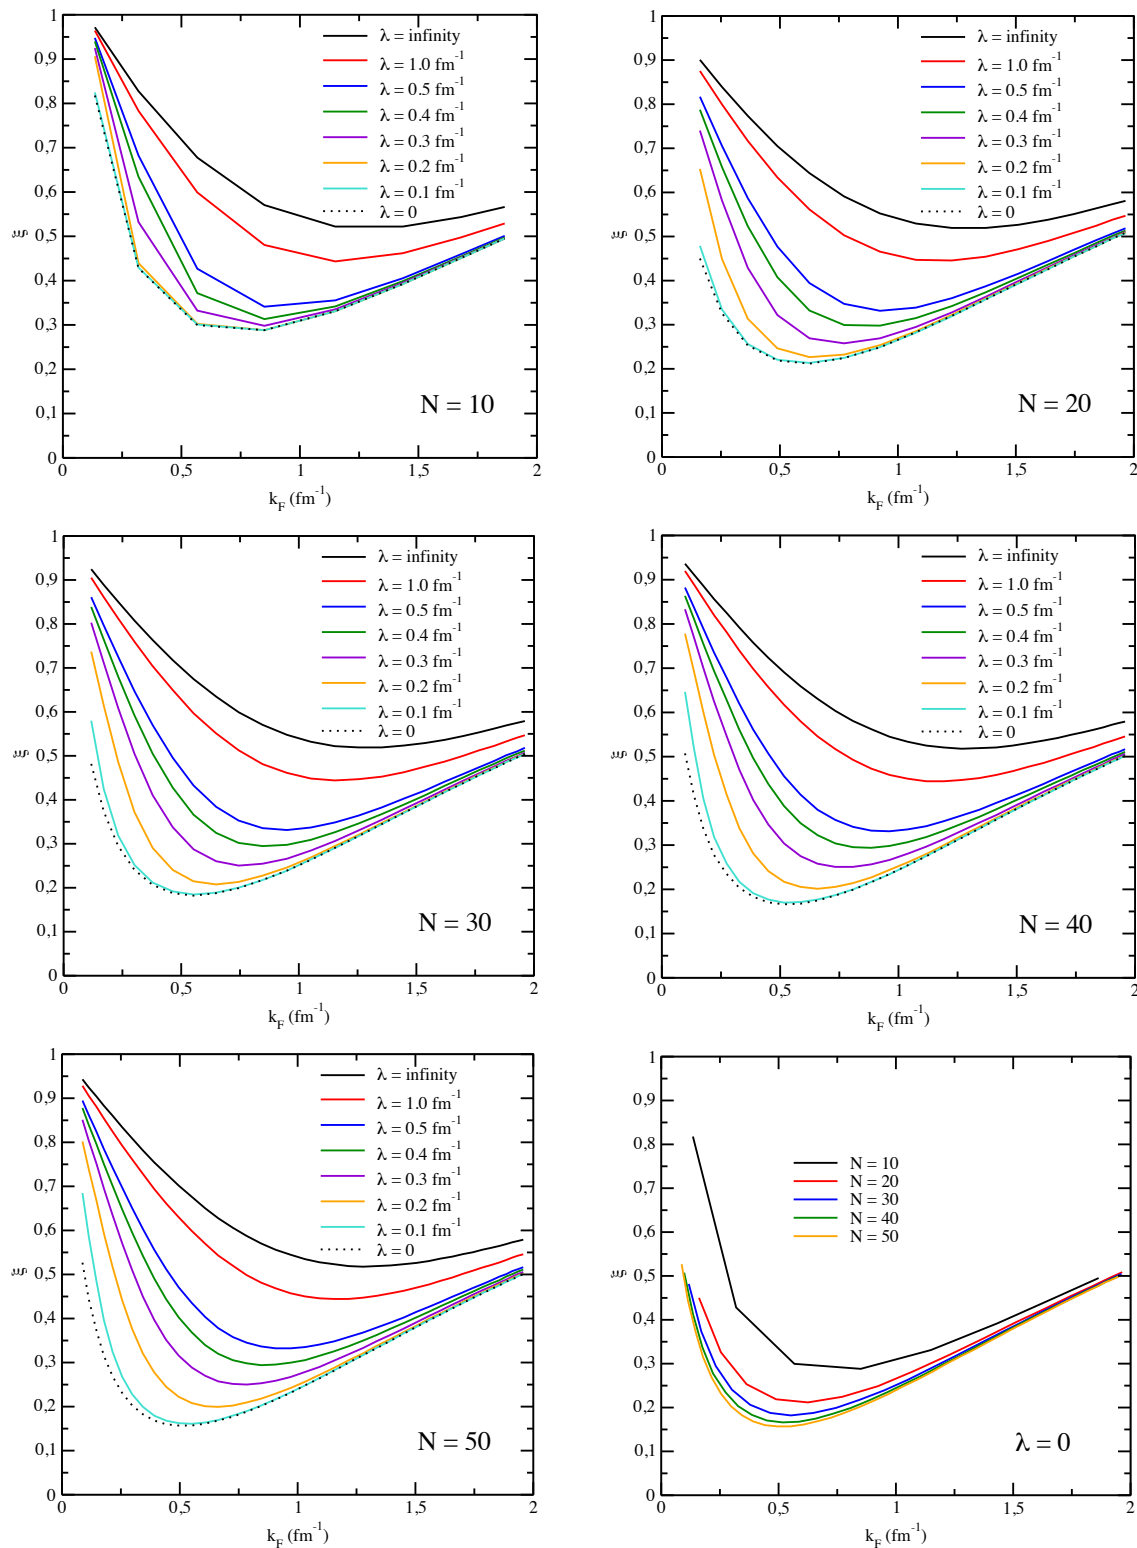 1
0,9
0,8
0,7
0,6
0,5
0,4
0,3
0,2
0,1
0
ξ
0
0,5
1
1,5
2
k_F (fm^-1)
λ = infinity
λ = 1.0 fm^-1
λ = 0.5 fm^-1
λ = 0.4 fm^-1
λ = 0.3 fm^-1
λ = 0.2 fm^-1
λ = 0.1 fm^-1
λ = 0
N = 10
1
0,9
0,8
0,7
0,6
0,5
0,4
0,3
0,2
0,1
0
ξ
0
0,5
1
1,5
2
k_F (fm^-1)
λ = infinity
λ = 1.0 fm^-1
λ = 0.5 fm^-1
λ = 0.4 fm^-1
λ = 0.3 fm^-1
λ = 0.2 fm^-1
λ = 0.1 fm^-1
λ = 0
N = 20
1
0,9
0,8
0,7
0,6
0,5
0,4
0,3
0,2
0,1
0
ξ
0
0,5
1
1,5
2
k_F (fm^-1)
λ = infinity
λ = 1.0 fm^-1
λ = 0.5 fm^-1
λ = 0.4 fm^-1
λ = 0.3 fm^-1
λ = 0.2 fm^-1
λ = 0.1 fm^-1
λ = 0
N = 30
1
0,9
0,8
0,7
0,6
0,5
0,4
0,3
0,2
0,1
0
ξ
0
0,5
1
1,5
2
k_F (fm^-1)
λ = infinity
λ = 1.0 fm^-1
λ = 0.5 fm^-1
λ = 0.4 fm^-1
λ = 0.3 fm^-1
λ = 0.2 fm^-1
λ = 0.1 fm^-1
λ = 0
N = 40
1
0,9
0,8
0,7
0,6
0,5
0,4
0,3
0,2
0,1
0
ξ
0
0,5
1
1,5
2
k_F (fm^-1)
λ = infinity
λ = 1.0 fm^-1
λ = 0.5 fm^-1
λ = 0.4 fm^-1
λ = 0.3 fm^-1
λ = 0.2 fm^-1
λ = 0.1 fm^-1
λ = 0
N = 50
1
0,9
0,8
0,7
0,6
0,5
0,4
0,3
0,2
0,1
0
ξ
0
0,5
1
1,5
2
k_F (fm^-1)
N = 10
N = 20
N = 30
N = 40
N = 50
λ = 0